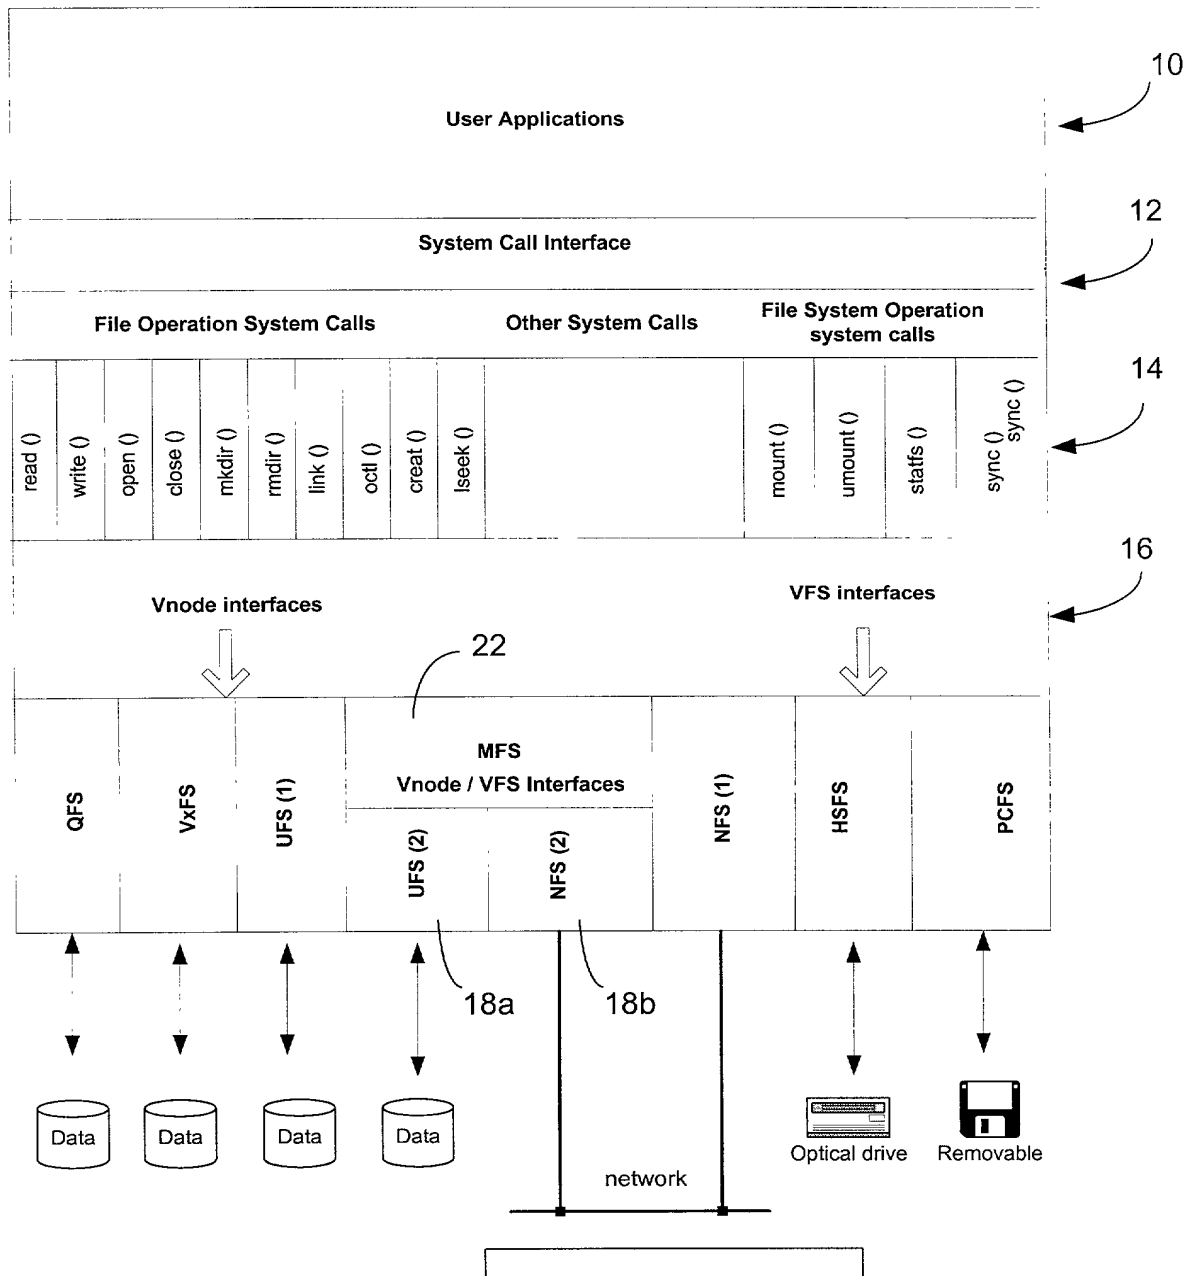 10
User Applications
12
System Call Interface
File Operation System Calls
Other System Calls
File System Operation
system calls
14
read ()
write ()
open ()
close ()
mkdir ()
rmdir ()
link ()
octl ()
creat ()
lseek ()
mount ()
umount ()
statfs ()
sync ()
sync ()
16
Vnode interfaces
VFS interfaces
22
QFS
VxFS
UFS (1)
MFS
Vnode / VFS Interfaces
UFS (2)
NFS (2)
NFS (1)
HSFS
PCFS
18a
18b
Data
Data
Data
Data
Optical drive
Removable
network